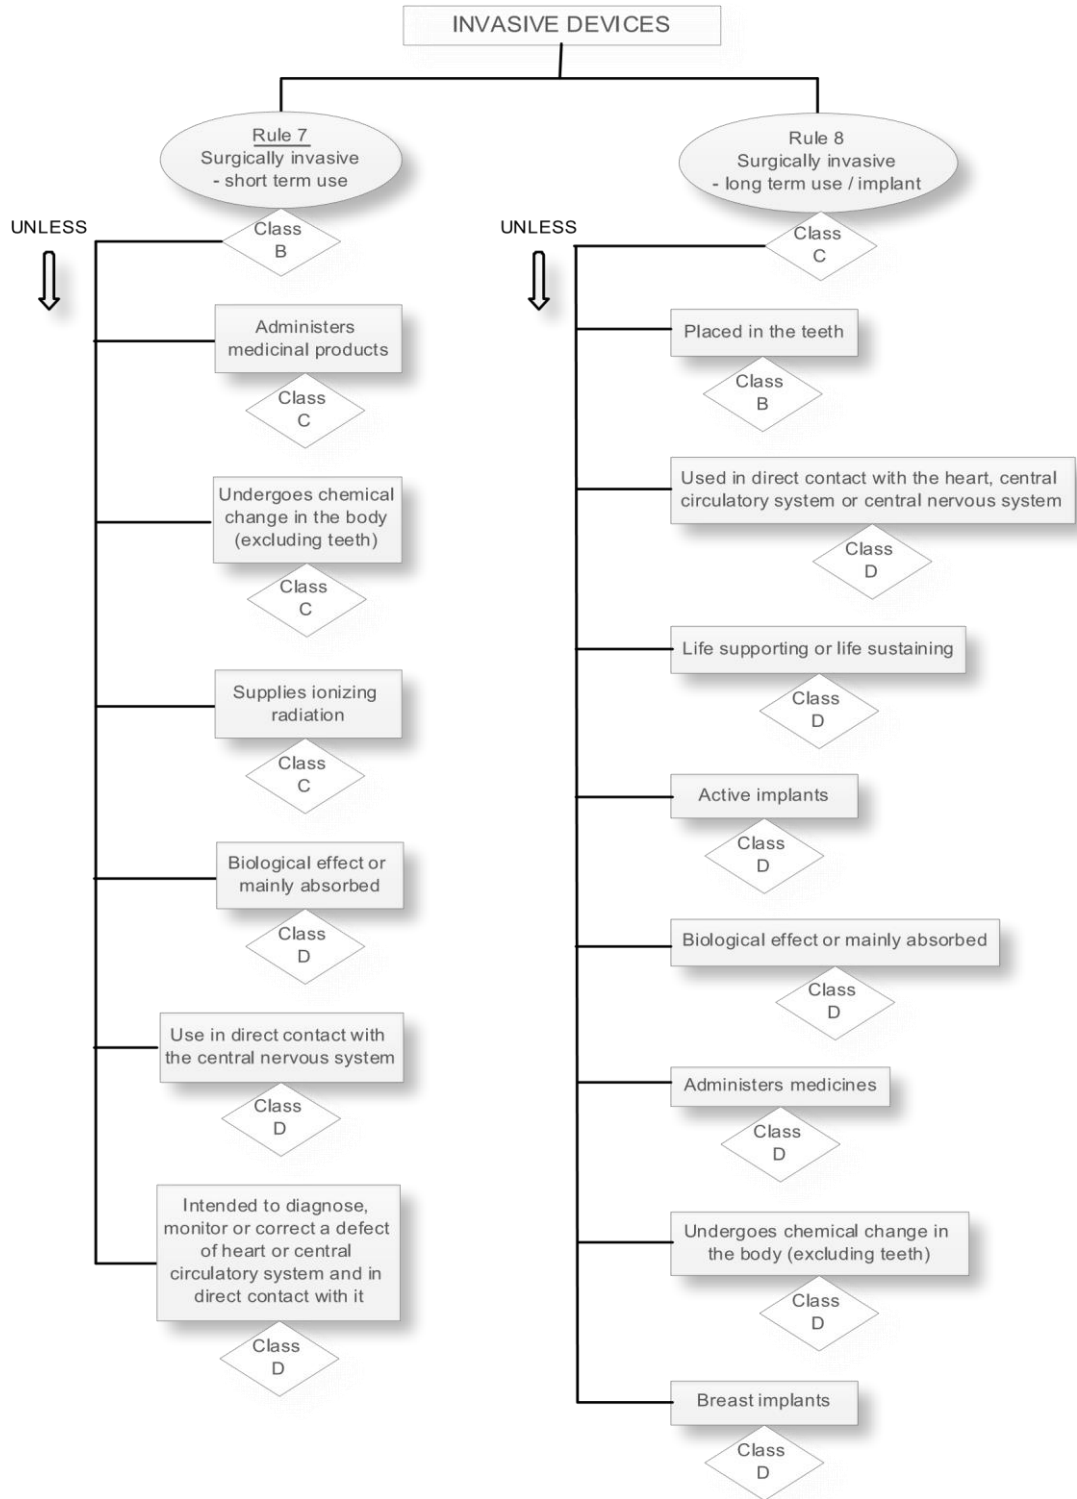 INVASIVE DEVICES
Rule 7
Surgically invasive
- short term use
UNLESS
Class
B
Administers
medicinal products
Class
C
Undergoes chemical
change in the body
(excluding teeth)
Class
C
Supplies ionizing
radiation
Class
C
Biological effect or
mainly absorbed
Class
D
Use in direct contact with
the central nervous system
Class
D
Intended to diagnose,
monitor or correct a defect
of heart or central
circulatory system and in
direct contact with it
Class
D
Rule 8
Surgically invasive
- long term use / implant
UNLESS
Class
C
Placed in the teeth
Class
B
Used in direct contact with the heart, central
circulatory system or central nervous system
Class
D
Life supporting or life sustaining
Class
D
Active implants
Class
D
Biological effect or mainly absorbed
Class
D
Administers medicines
Class
D
Undergoes chemical change in
the body (excluding teeth)
Class
D
Breast implants
Class
D